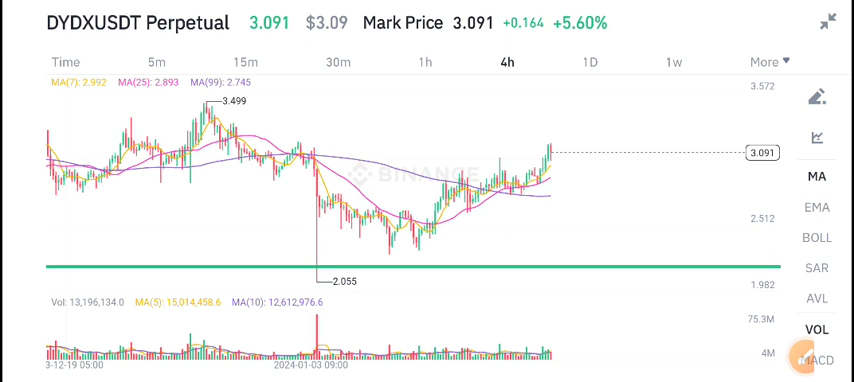 DYDXUSDT Perpetual 3.091 $3.09 Mark Price 3.091 +0.164 +5.60%
Time 5m 15m 30m 1h 4h 1D 1w More
MA(7): 2.992 MA(25): 2.893 MA(99): 2.745
3.572
3.499
3.091
BINANCE
MA
EMA
2.512
BOLL
SAR
2.055
1.982
AVL
Vol: 13,196,134.0 MA(5): 15,014,458.6 MA(10): 12,612,976.6
75.3M
VOL
4M
MACD
3-12-19 05:00
2024-01-03 09:00